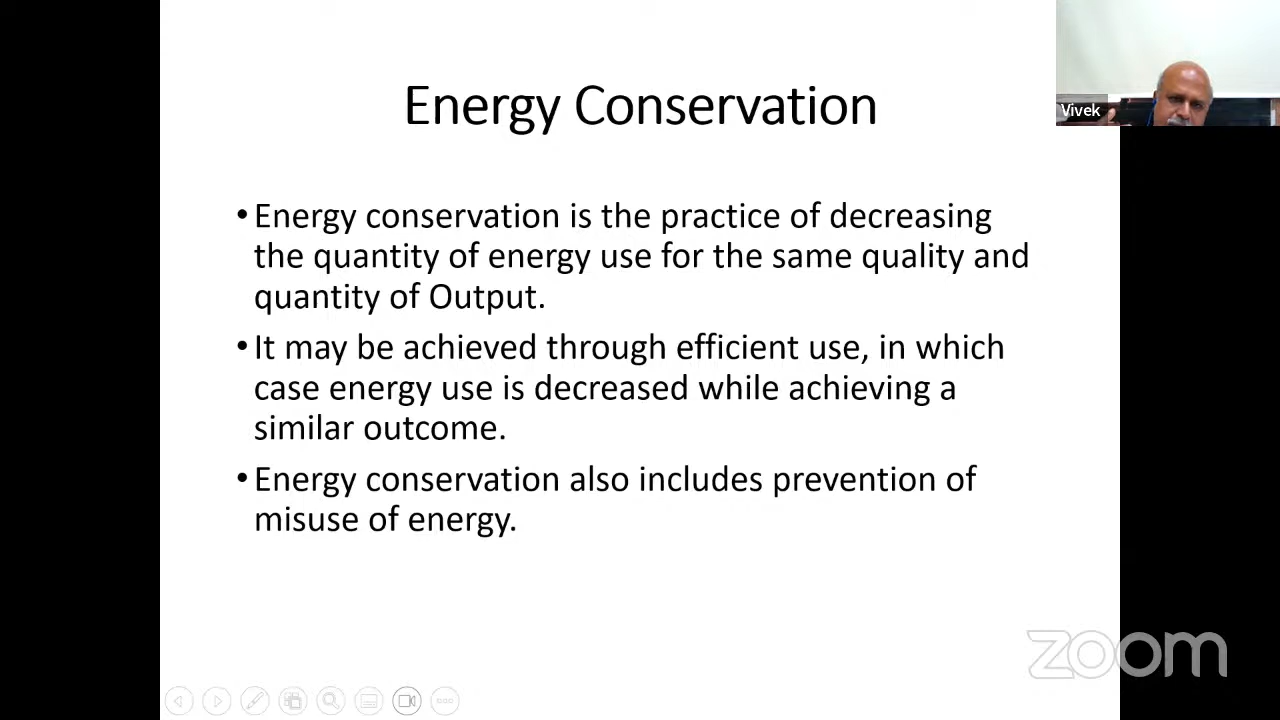 Energy Conservation
Vivek
• Energy conservation is the practice of decreasing
the quantity of energy use for the same quality and
quantity of Output.
• It may be achieved through efficient use, in which
case energy use is decreased while achieving a
similar outcome.
• Energy conservation also includes prevention of
misuse of energy.
zoom